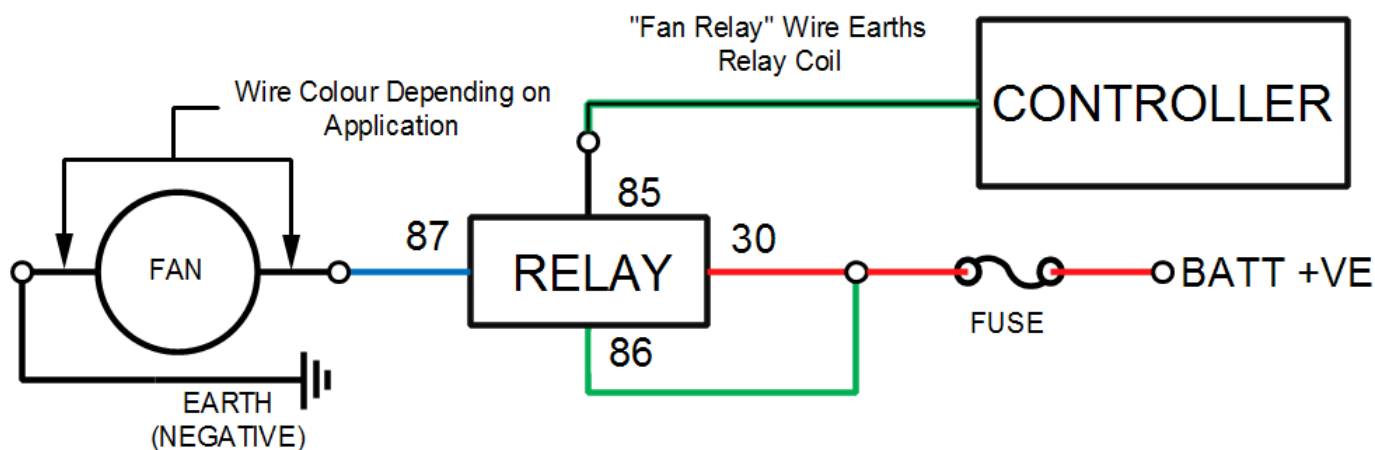 "Fan Relay" Wire Earths
Relay Coil
CONTROLLER
Wire Colour Depending on
Application
85
87
30
FAN
RELAY
BATT +VE
FUSE
86
EARTH
(NEGATIVE)